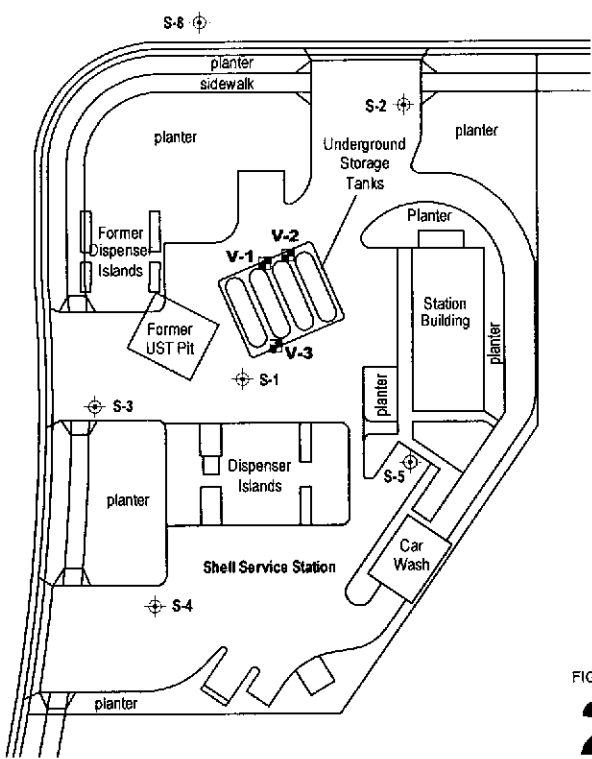 S-8
planter
sidewalk
S-2
planter
planter
Underground
Storage
Tanks
Planter
Former
Dispenser
Islands
V-2
V-1
Station
Building
Former
UST Pit
planter
V-3
S-1
planter
S-3
Dispenser
Islands
S-5
planter
Car
Wash
Shell Service Station
S-4
planter
FIG
2